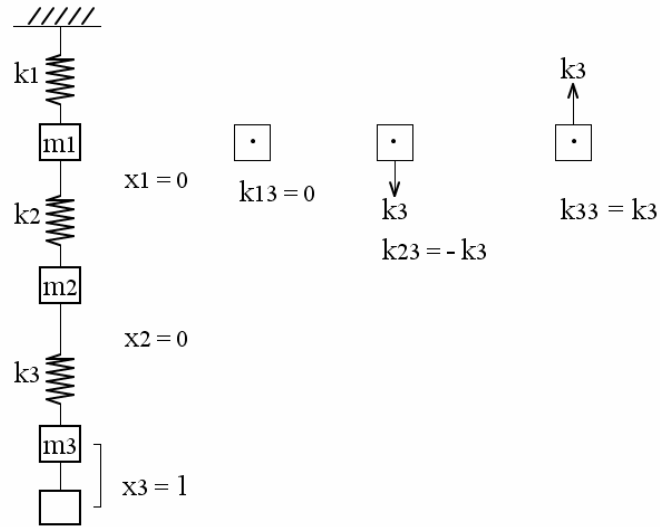 k1
m1
x1 = 0
k2
m2
x2 = 0
k3
m3
x3 = 1
k13 = 0
k3
k23 = - k3
k3
k33 = k3